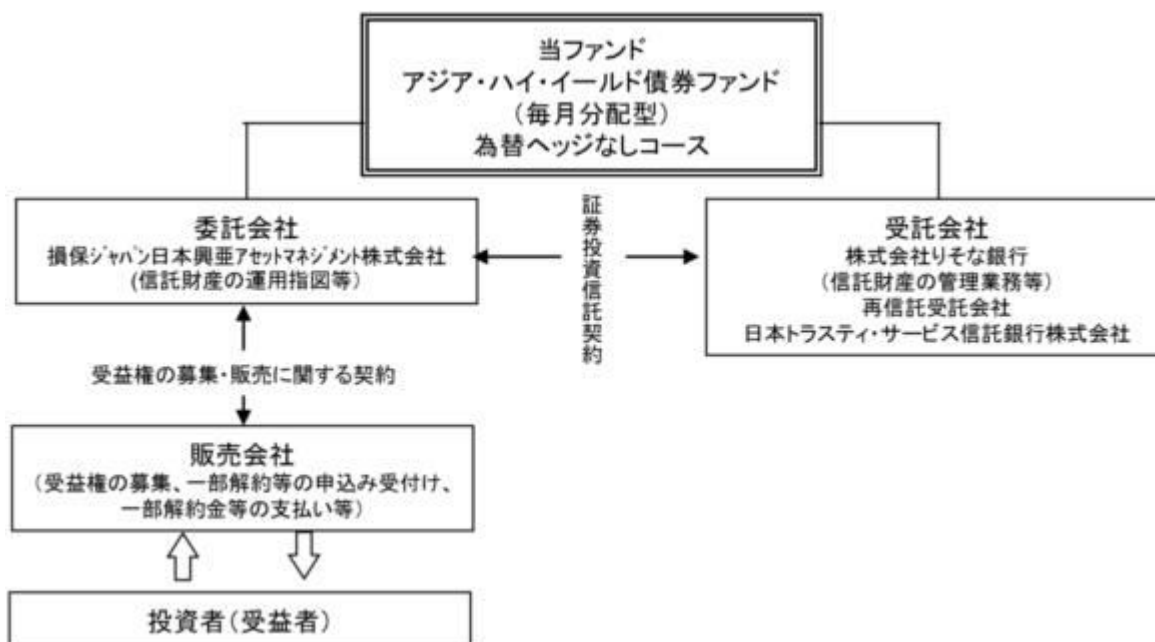 当ファンド
アジア・ハイ・イールド債券ファンド
(毎月分配型)
為替ヘッジなしコース
委託会社
損保ｼﾞｬﾊﾟﾝ日本興亜ｱｾｯﾄﾏﾈｼﾞﾒﾝﾄ株式会社
(信託財産の運用指図等)
証券投資信託契約
受託会社
株式会社りそな銀行
(信託財産の管理業務等)
再信託受託会社
日本トラスティ・サービス信託銀行株式会社
受益権の募集・販売に関する契約
販売会社
(受益権の募集、一部解約等の申込み受付け、
一部解約金等の支払い等)
投資者(受益者)